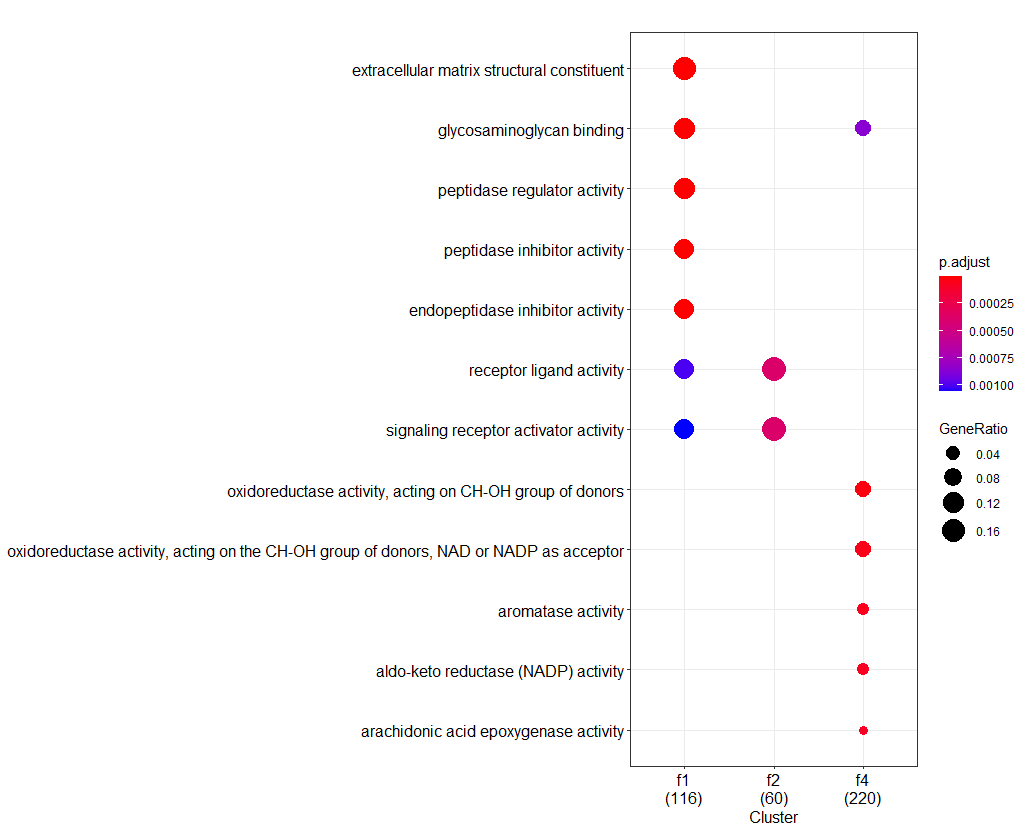 extracellular matrix structural constituent
glycosaminoglycan binding
peptidase regulator activity
peptidase inhibitor activity
endopeptidase inhibitor activity
receptor ligand activity
signaling receptor activator activity
oxidoreductase activity, acting on CH-OH group of donors
oxidoreductase activity, acting on the CH-OH group of donors, NAD or NADP as acceptor
aromatase activity
aldo-keto reductase (NADP) activity
arachidonic acid epoxygenase activity
f1 f2 f4
(116) (60) (220)
Cluster
p.adjust
0.00025
0.00050
0.00075
0.00100
GeneRatio
0.04
0.08
0.12
0.16